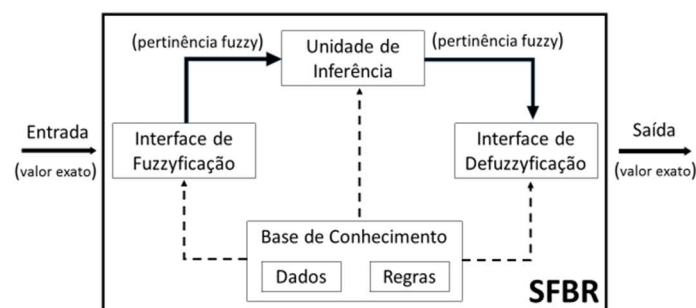 (pertinência fuzzy)
Unidade de
Inferência
(pertinência fuzzy)
Entrada
(valor exato)
Interface de
Fuzzyficação
Interface de
Defuzzyficação
Saída
(valor exato)
Base de Conhecimento
Dados
Regras
SFBR